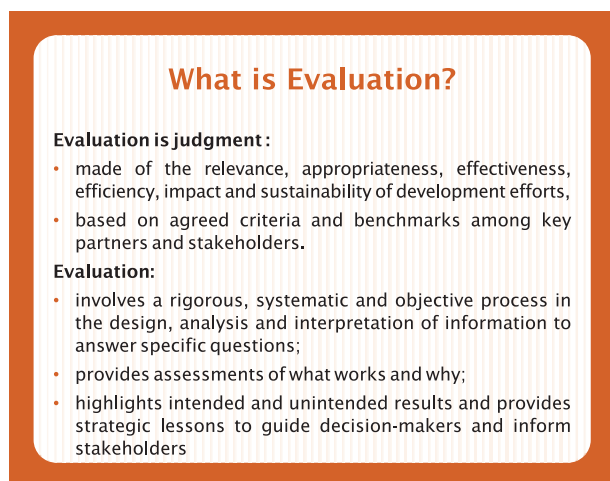 What is Evaluation?
Evaluation is judgment :
• made of the relevance, appropriateness, effectiveness,
efficiency, impact and sustainability of development efforts,
• based on agreed criteria and benchmarks among key
partners and stakeholders.
Evaluation:
• involves a rigorous, systematic and objective process in
the design, analysis and interpretation of information to
answer specific questions;
• provides assessments of what works and why;
• highlights intended and unintended results and provides
strategic lessons to guide decision-makers and inform
stakeholders